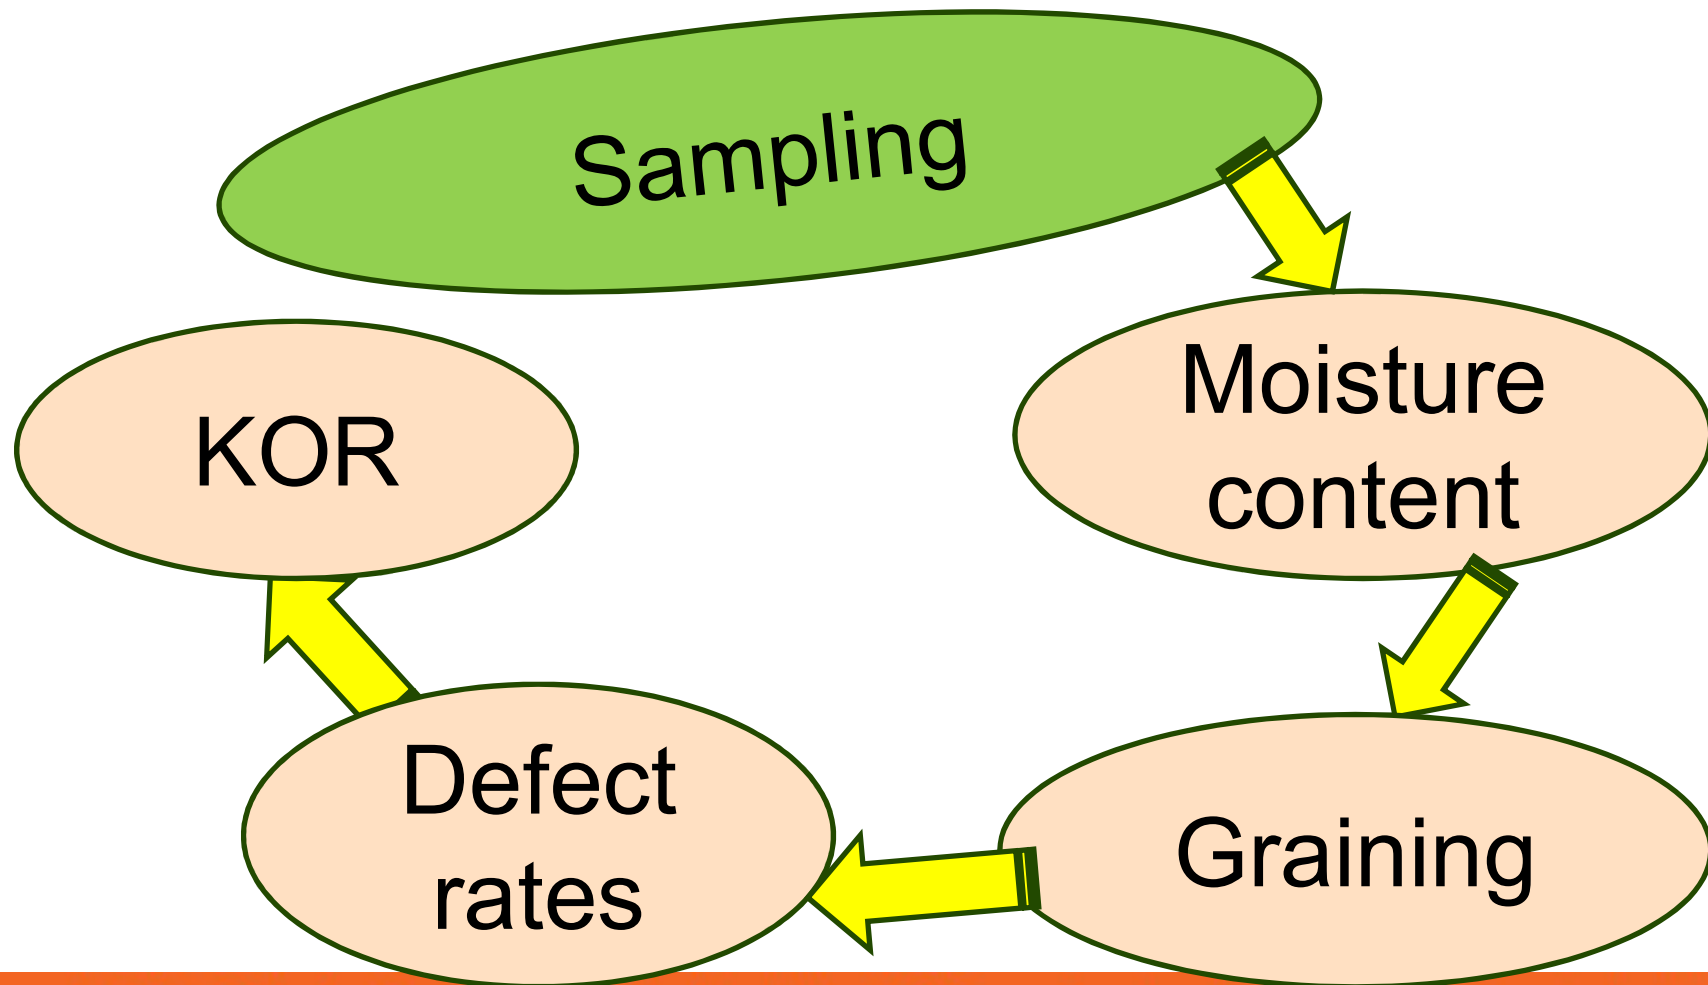 Sampling
Moisture
content
Graining
Defect
rates
KOR